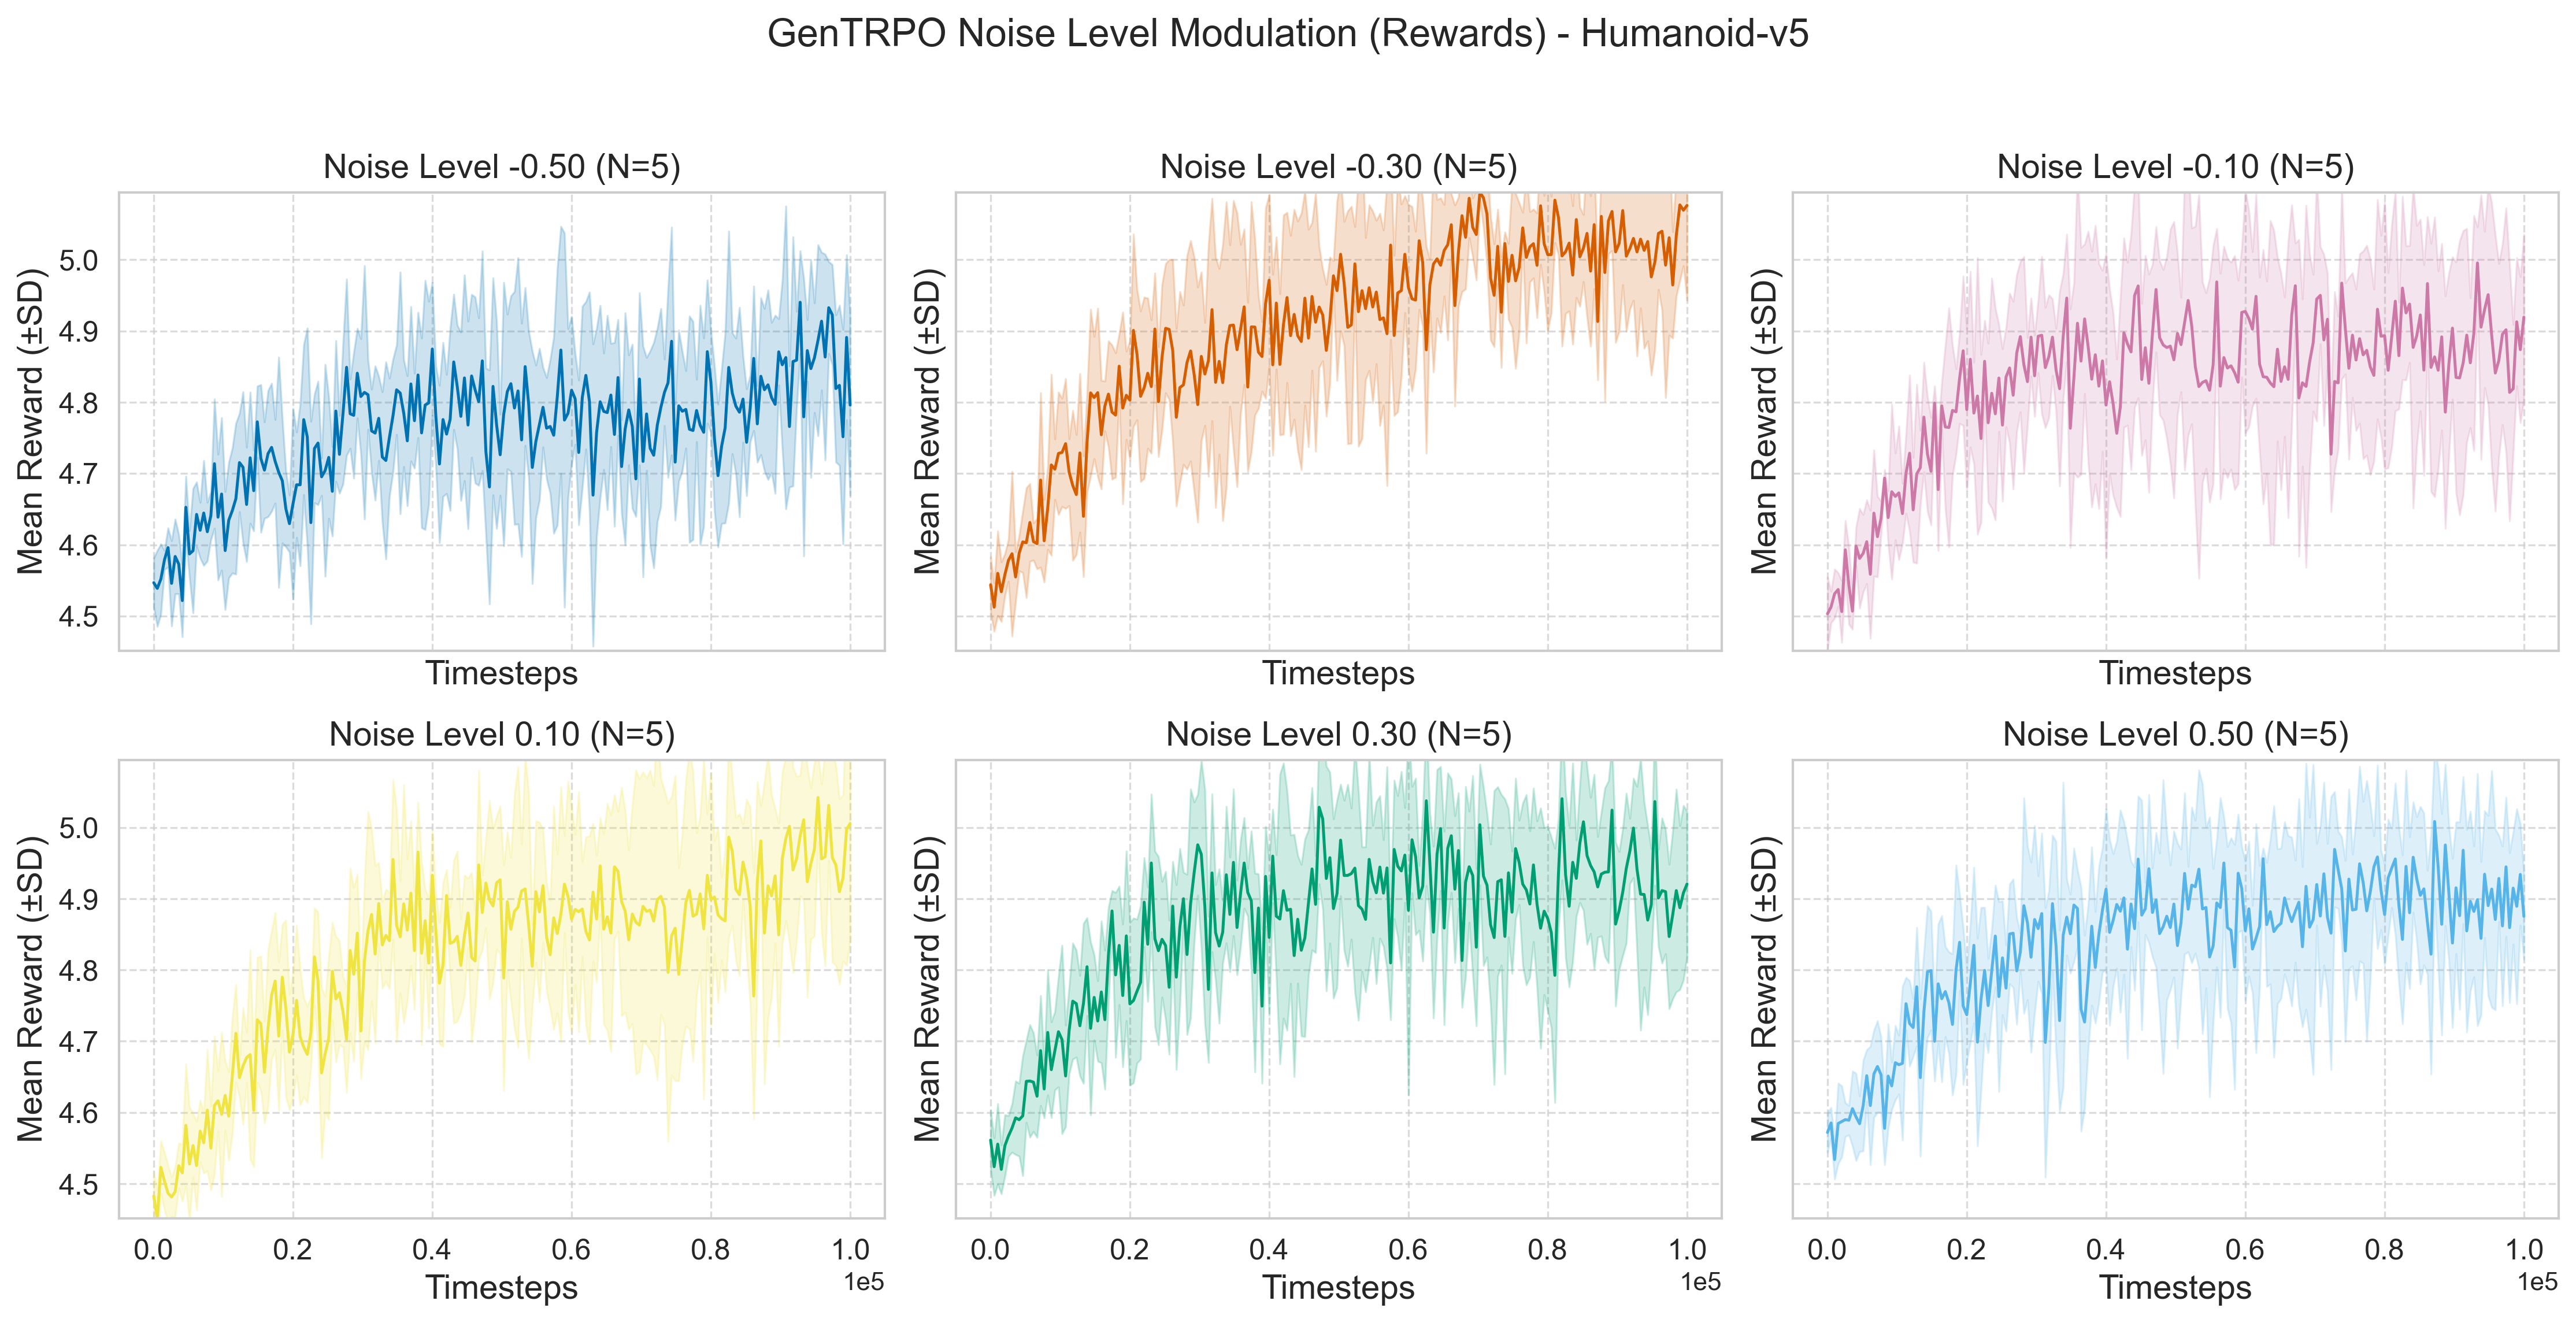 GenTRPO Noise Level Modulation (Rewards) - Humanoid-v5
Noise Level -0.50 (N=5)
Noise Level -0.30 (N=5)
Noise Level -0.10 (N=5)
Mean Reward (±SD)
5.0
4.9
4.8
4.7
4.6
4.5
Timesteps
Mean Reward (±SD)
Timesteps
Mean Reward (±SD)
Timesteps
Noise Level 0.10 (N=5)
Noise Level 0.30 (N=5)
Noise Level 0.50 (N=5)
Mean Reward (±SD)
5.0
4.9
4.8
4.7
4.6
4.5
0.0 0.2 0.4 0.6 0.8 1.0
1e5
Timesteps
Mean Reward (±SD)
0.0 0.2 0.4 0.6 0.8 1.0
1e5
Timesteps
Mean Reward (±SD)
0.0 0.2 0.4 0.6 0.8 1.0
1e5
Timesteps